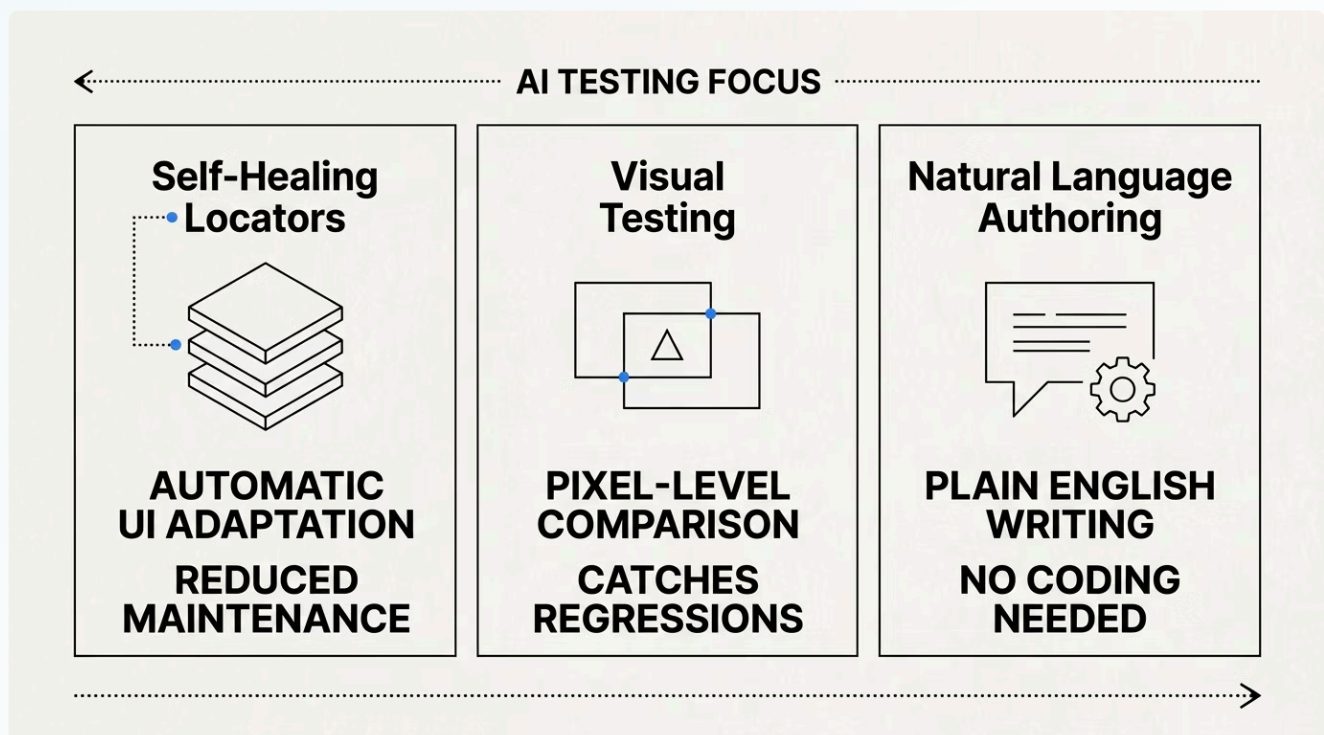 AI TESTING FOCUS
Self-Healing
Locators
AUTOMATIC
UI ADAPTATION
REDUCED
MAINTENANCE
Visual
Testing
PIXEL-LEVEL
COMPARISON
CATCHES
REGRESSIONS
Natural Language
Authoring
PLAIN ENGLISH
WRITING
NO CODING
NEEDED